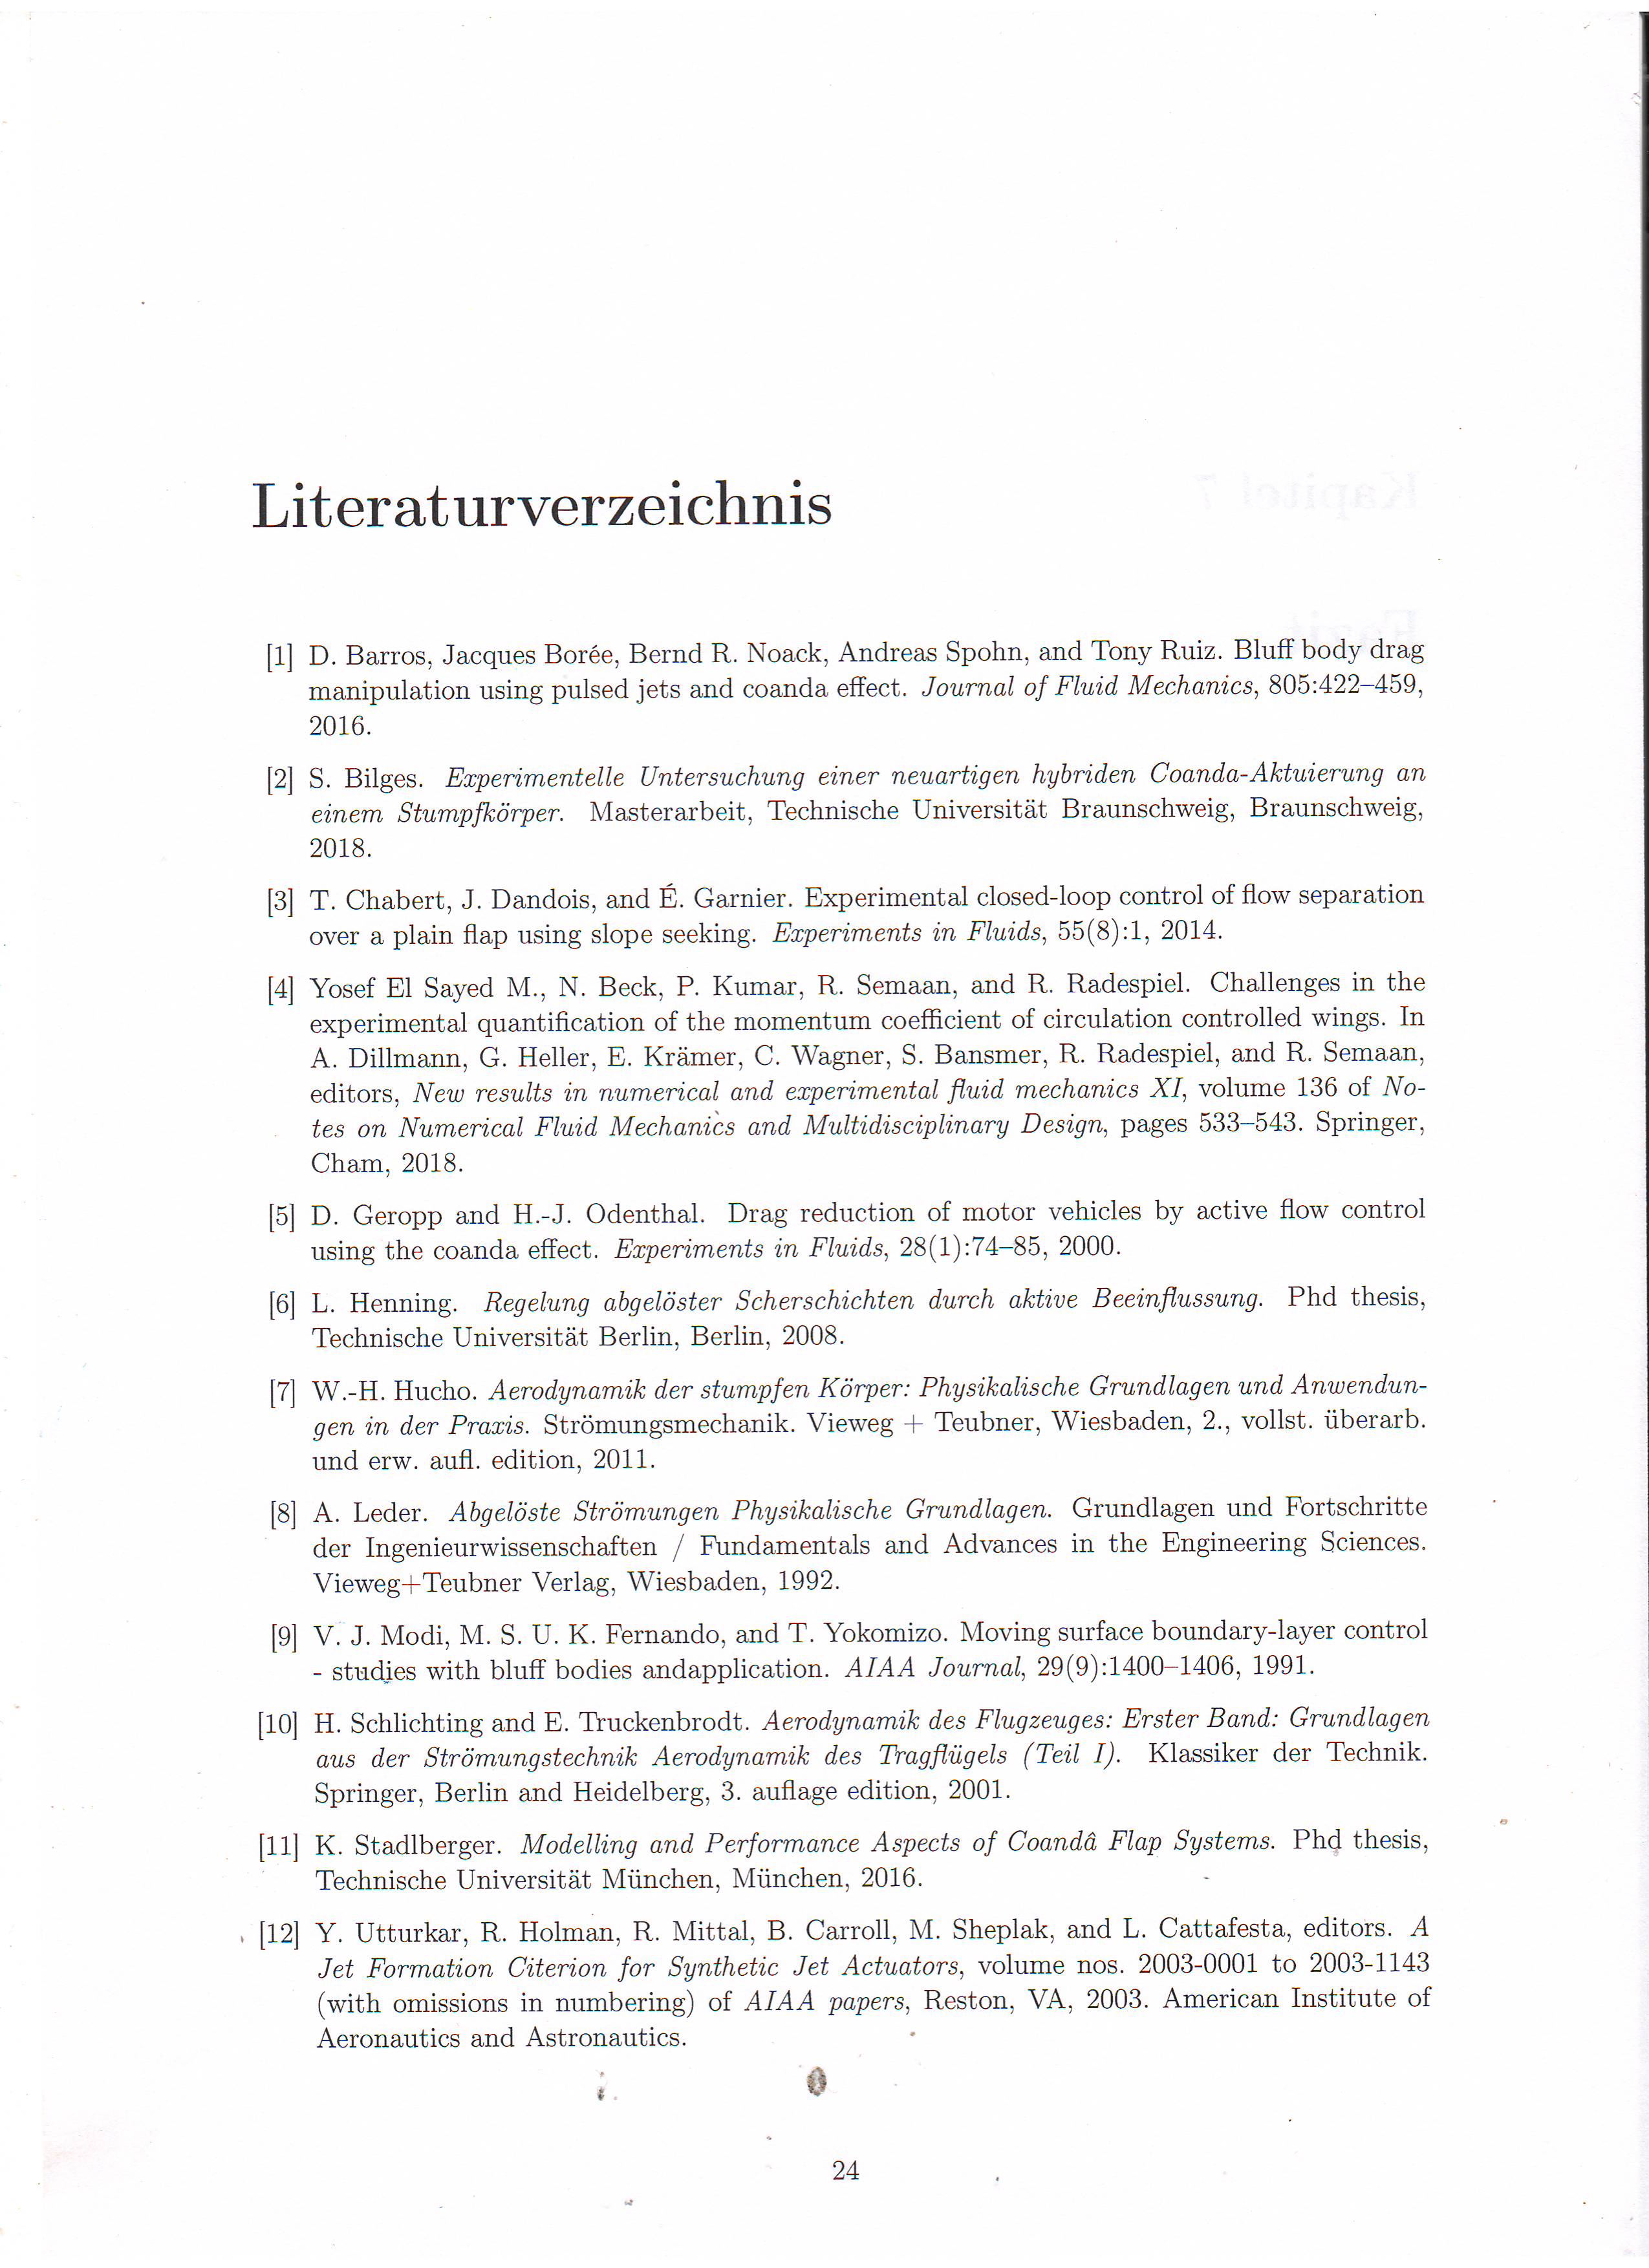 Literaturverzeichnis
[1] D. Barros, Jacques Borée, Bernd R. Noack, Andreas Spohn, and Tony Ruiz. Bluff body drag
manipulation using pulsed jets and coanda effect. Journal of Fluid Mechanics, 805:422–459,
2016.
[2] S. Bilges. Experimentelle Untersuchung einer neuartigen hybriden Coanda-Aktuierung an
einem Stumpfkörper. Masterarbeit, Technische Universität Braunschweig, Braunschweig,
2018.
[3] T. Chabert, J. Dandois, and É. Garnier. Experimental closed-loop control of flow separation
over a plain flap using slope seeking. Experiments in Fluids, 55(8):1, 2014.
[4] Yosef El Sayed M., N. Beck, P. Kumar, R. Semaan, and R. Radespiel. Challenges in the
experimental quantification of the momentum coefficient of circulation controlled wings. In
A. Dillmann, G. Heller, E. Krämer, C. Wagner, S. Bansmer, R. Radespiel, and R. Semaan,
editors, New results in numerical and experimental fluid mechanics XI, volume 136 of No-
tes on Numerical Fluid Mechanics and Multidisciplinary Design, pages 533–543. Springer,
Cham, 2018.
[5] D. Geropp and H.-J. Odenthal. Drag reduction of motor vehicles by active flow control
using the coanda effect. Experiments in Fluids, 28(1):74–85, 2000.
[6] L. Henning. Regelung abgelöster Scherschichten durch aktive Beeinflussung. Phd thesis,
Technische Universität Berlin, Berlin, 2008.
[7] W.-H. Hucho. Aerodynamik der stumpfen Körper: Physikalische Grundlagen und Anwendun-
gen in der Praxis. Strömungsmechanik. Vieweg + Teubner, Wiesbaden, 2., vollst. überarb.
und erw. aufl. edition, 2011.
[8] A. Leder. Abgelöste Strömungen Physikalische Grundlagen. Grundlagen und Fortschritte
der Ingenieurwissenschaften / Fundamentals and Advances in the Engineering Sciences.
Vieweg+Teubner Verlag, Wiesbaden, 1992.
[9] V. J. Modi, M. S. U. K. Fernando, and T. Yokomizo. Moving surface boundary-layer control
- studies with bluff bodies andapplication. AIAA Journal, 29(9):1400–1406, 1991.
[10] H. Schlichting and E. Truckenbrodt. Aerodynamik des Flugzeuges: Erster Band: Grundlagen
aus der Strömungstechnik Aerodynamik des Tragflügels (Teil I). Klassiker der Technik.
Springer, Berlin and Heidelberg, 3. auflage edition, 2001.
[11] K. Stadlberger. Modelling and Performance Aspects of Coandâ Flap Systems. Phd thesis,
Technische Universität München, München, 2016.
[12] Y. Utturkar, R. Holman, R. Mittal, B. Carroll, M. Sheplak, and L. Cattafesta, editors. A
Jet Formation Citerion for Synthetic Jet Actuators, volume nos. 2003-0001 to 2003-1143
(with omissions in numbering) of AIAA papers, Reston, VA, 2003. American Institute of
Aeronautics and Astronautics.
24